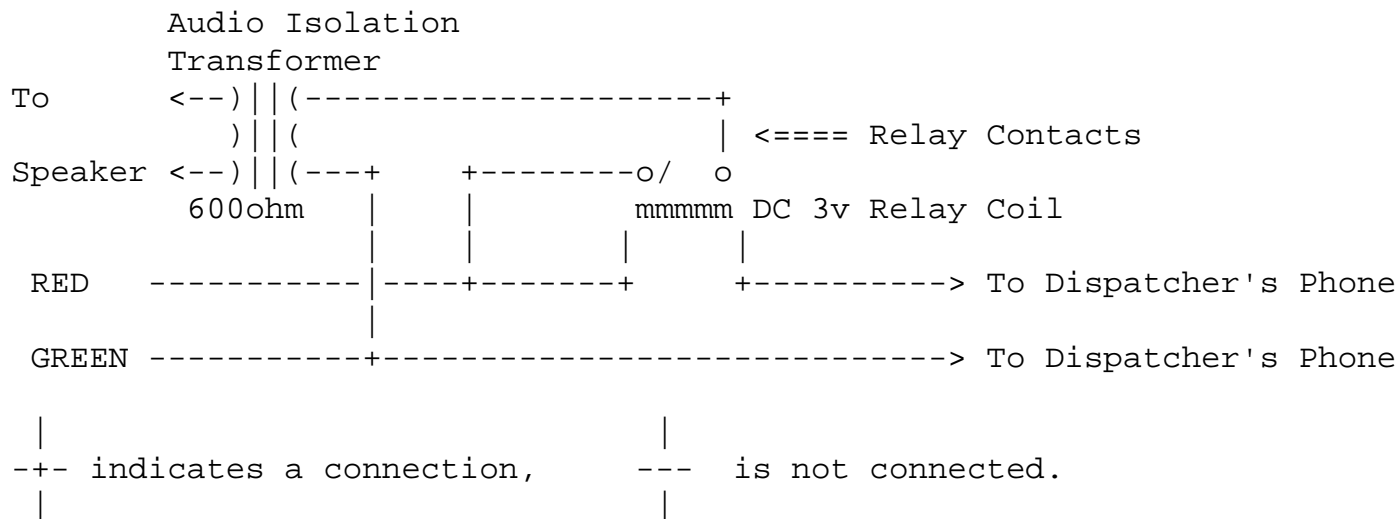 Audio Isolation
        Transformer
To      <--)||(---------------------+
           )||(                     | <==== Relay Contacts
Speaker <--)||(---+    +--------o/  o
         600ohm   |    |        mmmmm DC 3v Relay Coil
                  |    |       |     |
 RED   -----------|----+-------+     +----------> To Dispatcher's Phone
                  |
 GREEN -----------+-----------------------------> To Dispatcher's Phone
 |                                |
-+- indicates a connection,      ---  is not connected.
 |                                |